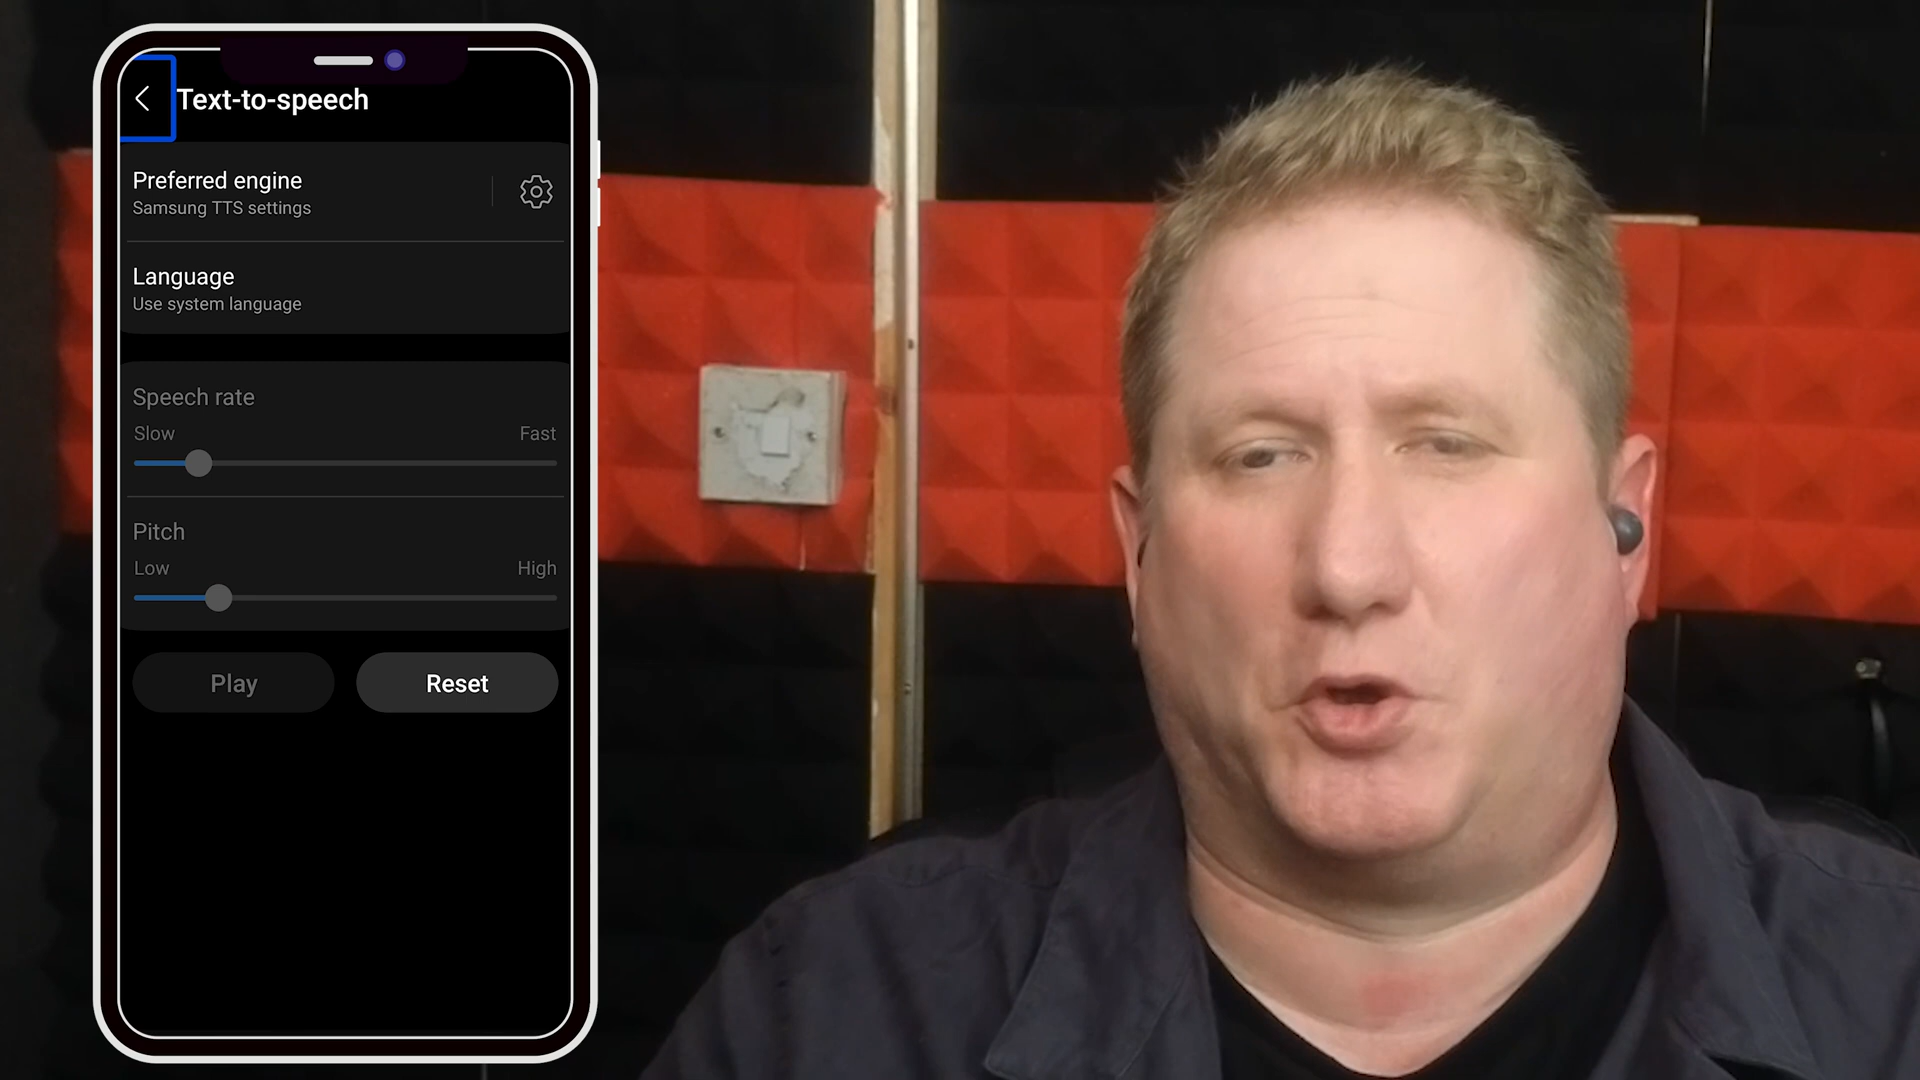 Text-to-speech
Preferred engine
Samsung TTS settings
Language
Use system language
Speech rate
Slow Fast
Pitch
Low High
Play Reset